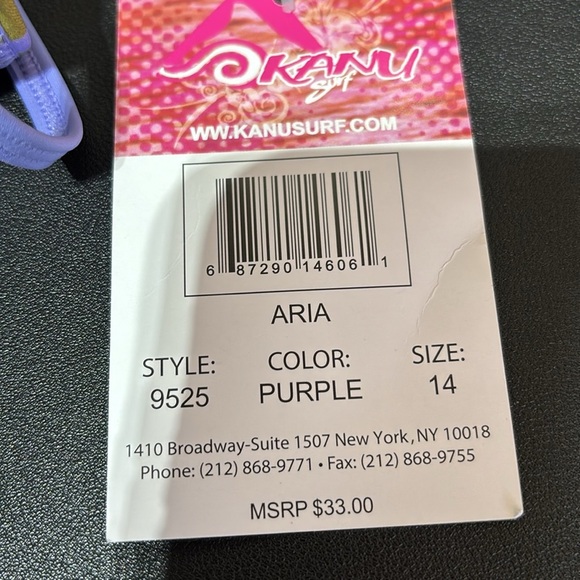 KANU
Surf
WW.KANUSURF.COM
6 87290 14606 1
ARIA
STYLE: COLOR: SIZE:
9525 PURPLE 14
1410 Broadway-Suite 1507 New York, NY 10018
Phone: (212) 868-9771 • Fax: (212) 868-9755
MSRP $33.00